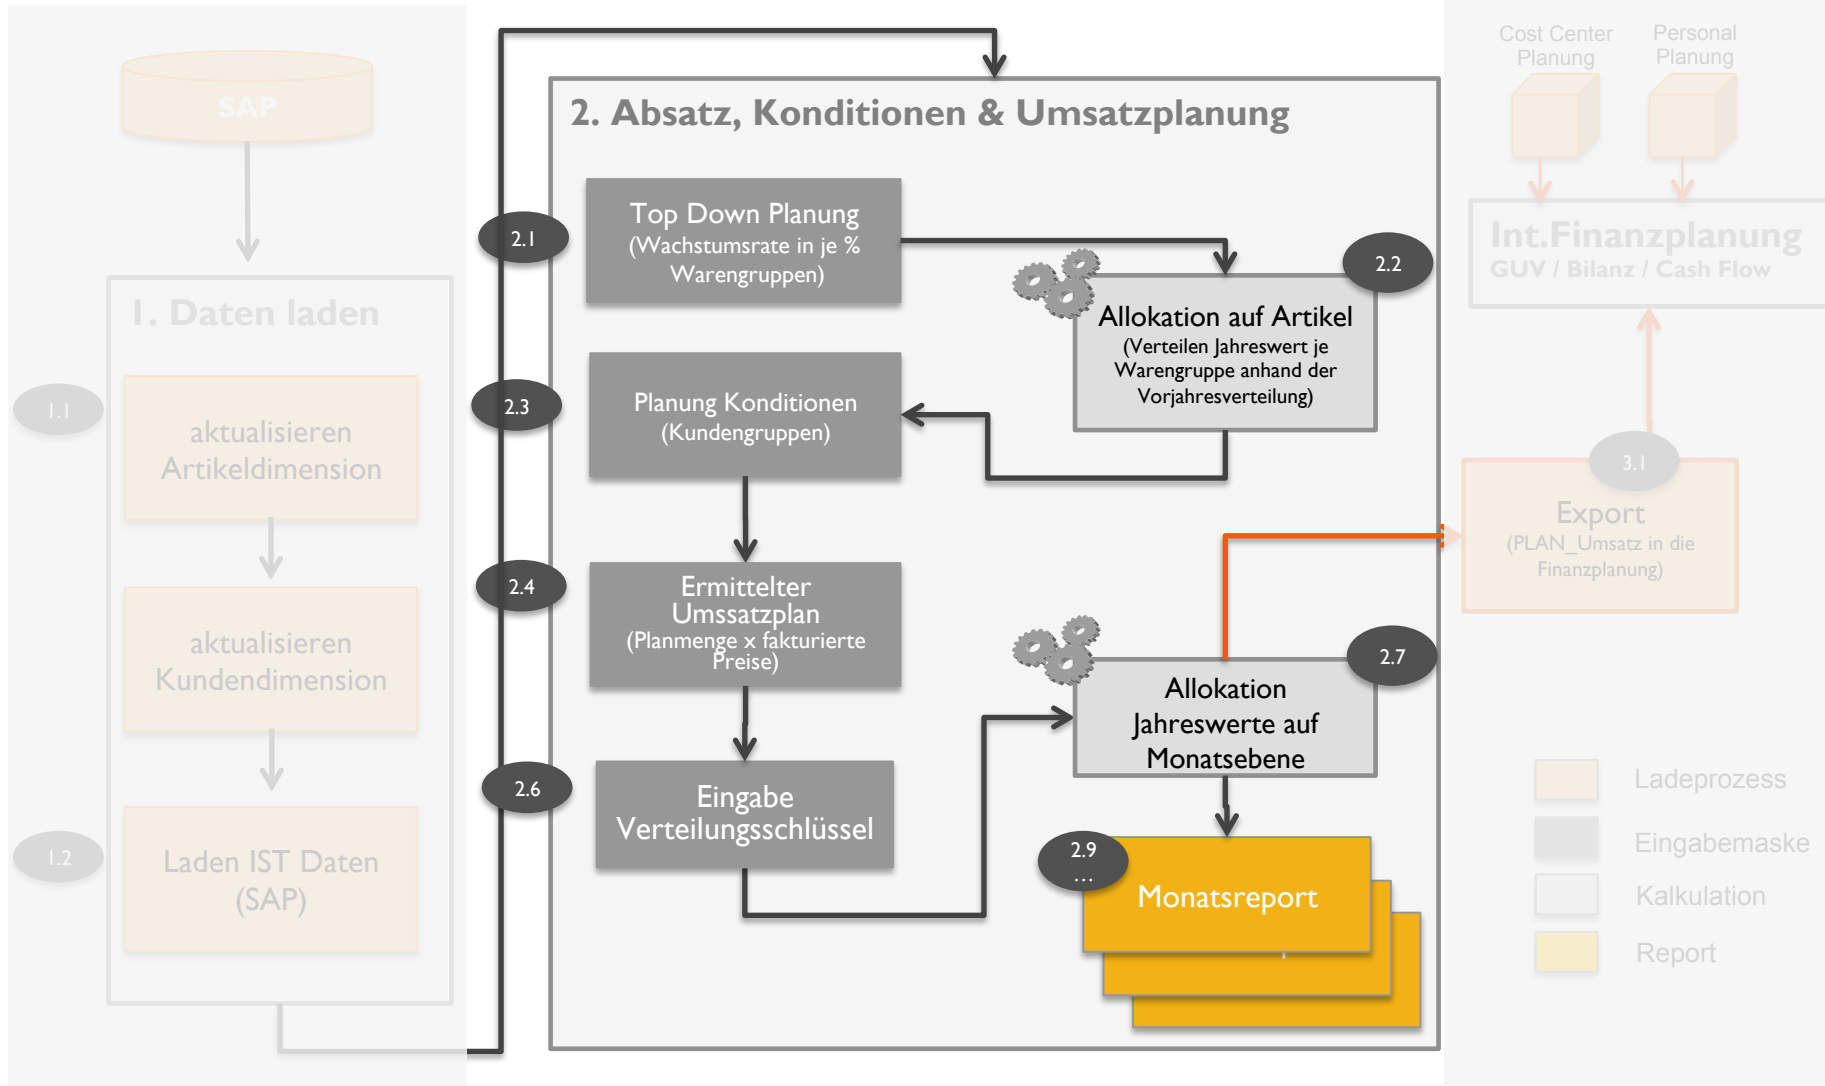 SAP
1. Daten laden
1.1
aktualisieren
Artikeldimension
aktualisieren
Kundendimension
1.2
Laden IST Daten
(SAP)
2. Absatz, Konditionen & Umsatzplanung
2.1
Top Down Planung
(Wachstumsrate in je %
Warengruppen)
2.2
Allokation auf Artikel
(Verteilen Jahreswert je
Warengruppe anhand der
Vorjahresverteilung)
2.3
Planung Konditionen
(Kundengruppen)
2.4
Ermittelter
Umssatzplan
(Planmenge x fakturierte
Preise)
2.6
Eingabe
Verteilungsschlüssel
2.7
Allokation
Jahreswerte auf
Monatsebene
2.9
...
Monatsreport
Cost Center
Planung
Personal
Planung
Int.Finanzplanung
GUV / Bilanz / Cash Flow
3.1
Export
(PLAN_Umsatz in die
Finanzplanung)
Ladeprozess
Eingabemaske
Kalkulation
Report